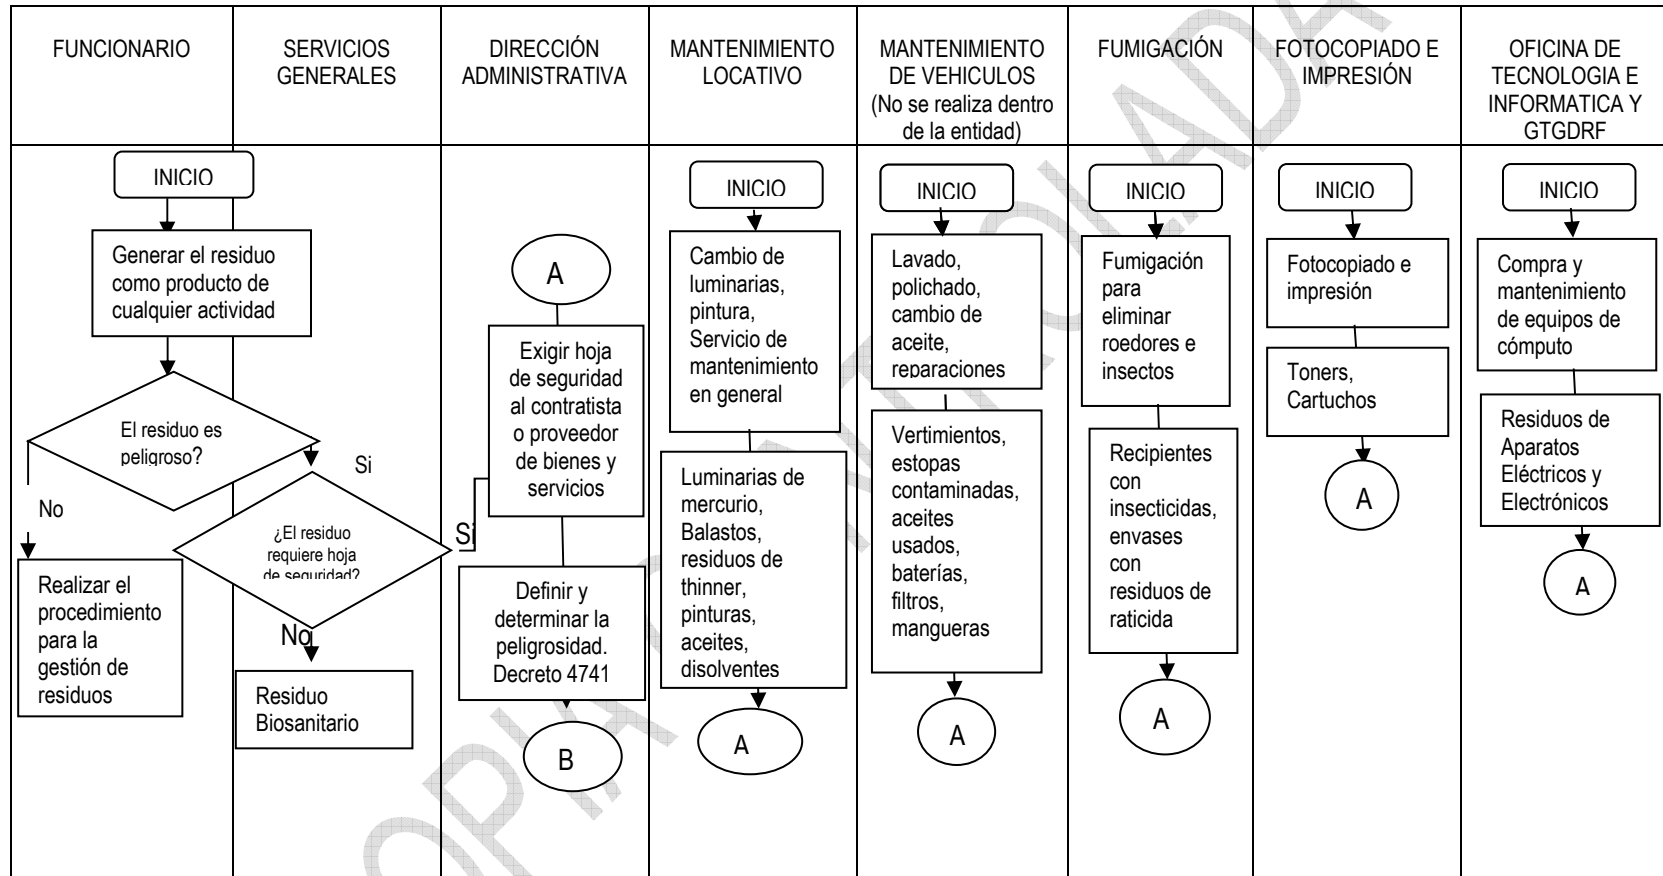 FUNCIONARIO
SERVICIOS
GENERALES
DIRECCIÓN
ADMINISTRATIVA
MANTENIMIENTO
LOCATIVO
MANTENIMIENTO
DE VEHICULOS
(No se realiza dentro
de la entidad)
FUMIGACIÓN
FOTOCOPIADO E
IMPRESIÓN
OFICINA DE
TECNOLOGIA E
INFORMATICA Y
GTGDRF
INICIO
Generar el residuo
como producto de
cualquier actividad
El residuo es
peligroso?
No
Si
Realizar el
procedimiento
para la
gestión de
residuos
¿El residuo
requiere hoja
de seguridad?
Si
No
Residuo
Biosanitario
A
Exigir hoja
de seguridad
al contratista
o proveedor
de bienes y
servicios
Definir y
determinar la
peligrosidad.
Decreto 4741
B
INICIO
Cambio de
luminarias,
pintura,
Servicio de
mantenimiento
en general
Luminarias de
mercurio,
Balastos,
residuos de
thinner,
pinturas,
aceites,
disolventes
A
INICIO
Lavado,
polichado,
cambio de
aceite,
reparaciones
Vertimientos,
estopas
contaminadas,
aceites
usados,
baterías,
filtros,
mangueras
A
INICIO
Fumigación
para
eliminar
roedores e
insectos
Recipientes
con
insecticidas,
envases
con
residuos de
raticida
A
INICIO
Fotocopiado e
impresión
Toners,
Cartuchos
A
INICIO
Compra y
mantenimiento
de equipos de
cómputo
Residuos de
Aparatos
Eléctricos y
Electrónicos
A